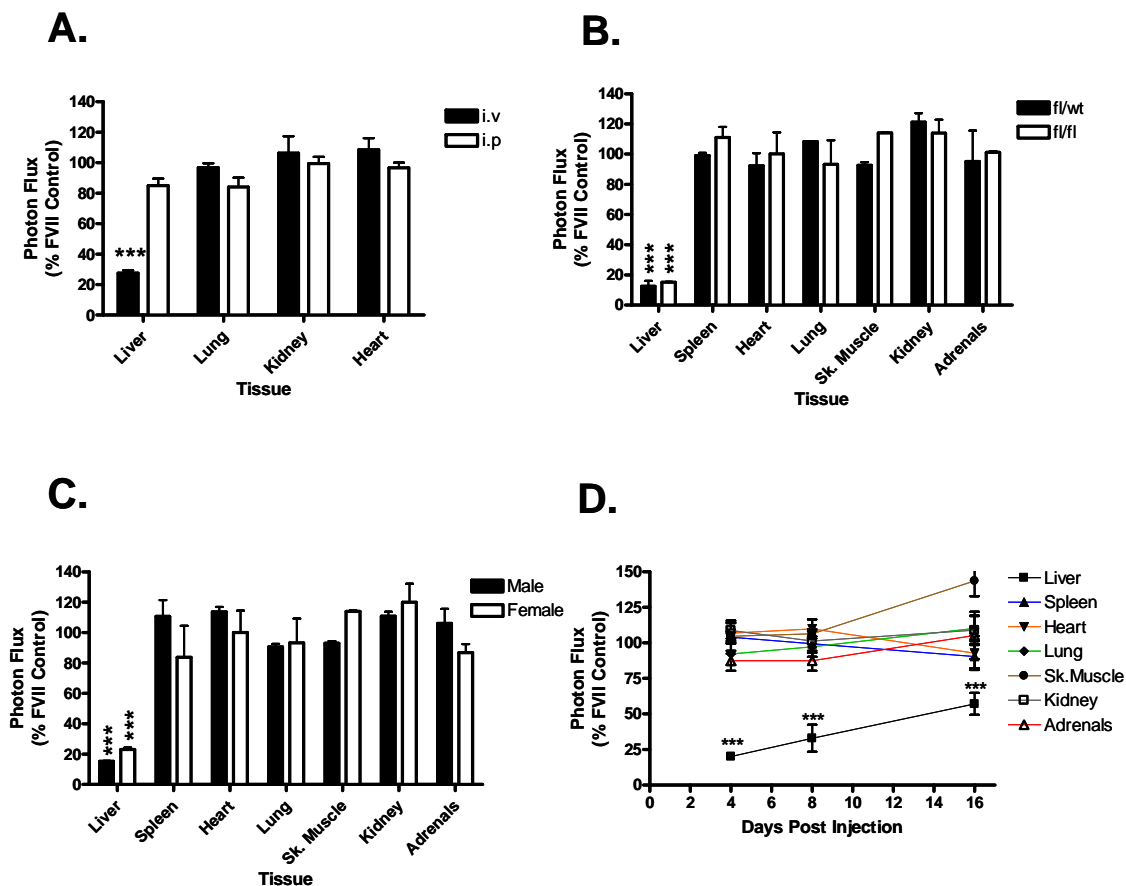 A.
Photon Flux
(% FVII Control)
140
120
100
80
60
40
20
0
***
i.v
i.p
Liver
Lung
Kidney
Heart
Tissue
B.
Photon Flux
(% FVII Control)
140
120
100
80
60
40
20
0
***
***
fl/wt
fl/fl
Liver
Spleen
Heart
Lung
Sk. Muscle
Kidney
Adrenals
Tissue
C.
Photon Flux
(% FVII Control)
140
120
100
80
60
40
20
0
***
***
Male
Female
Liver
Spleen
Heart
Lung
Sk. Muscle
Kidney
Adrenals
Tissue
D.
Photon Flux
(% FVII Control)
150
125
100
75
50
25
0
***
***
***
0 2 4 6 8 10 12 14 16
Days Post Injection
Liver
Spleen
Heart
Lung
Sk.Muscle
Kidney
Adrenals